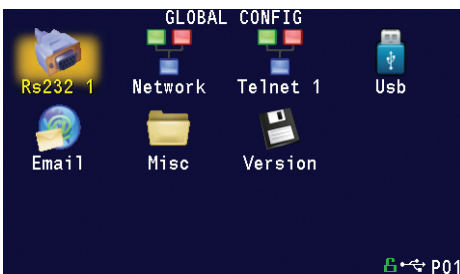 GLOBAL CONFIG
Rs232 1 Network Telnet 1 Usb
Email Misc Version
P01